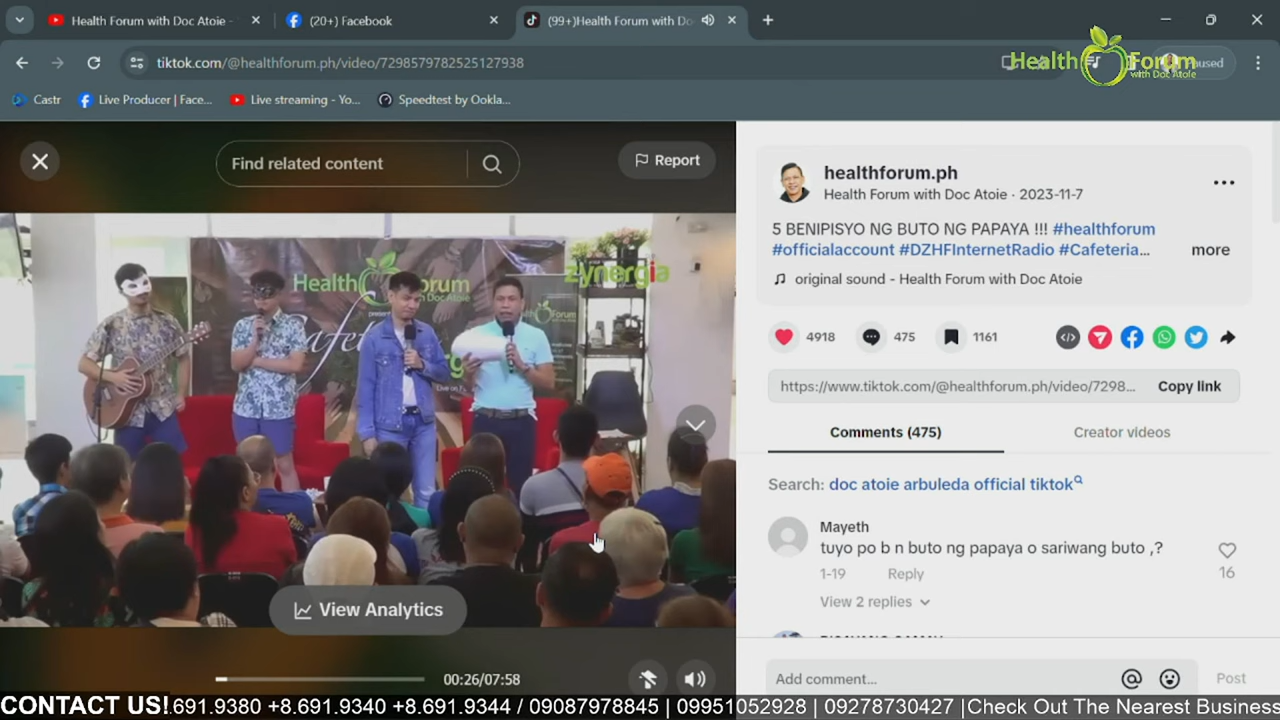 Health Forum with Doc Atoie -
(20+) Facebook
(99+)Health Forum with Do
tiktok.com/@healthforum.ph/video/7298579782525127938
Health Forum
with Doc Atoie
Castr
Live Producer | Face...
Live streaming - Yo...
Speedtest by Ookla...
Find related content
Report
Health Forum
with Doc Atoie
zynergia
healthforum.ph
Health Forum with Doc Atoie · 2023-11-7
5 BENIPISYO NG BUTO NG PAPAYA !!! #healthforum
#officialaccount #DZHFInternetRadio #Cafeteria...
more
original sound - Health Forum with Doc Atoie
4918
475
1161
https://www.tiktok.com/@healthforum.ph/video/7298...
Copy link
Comments (475)
Creator videos
Search: doc atoie arbuleda official tiktok
Mayeth
tuyo po b n buto ng papaya o sariwang buto ,?
16
1-19
Reply
View 2 replies
View Analytics
00:26/07:58
Add comment...
Post
CONTACT US!
.691.9380 +8.691.9340 +8.691.9344 / 09087978845 | 09951052928 | 09278730427 |Check Out The Nearest Business